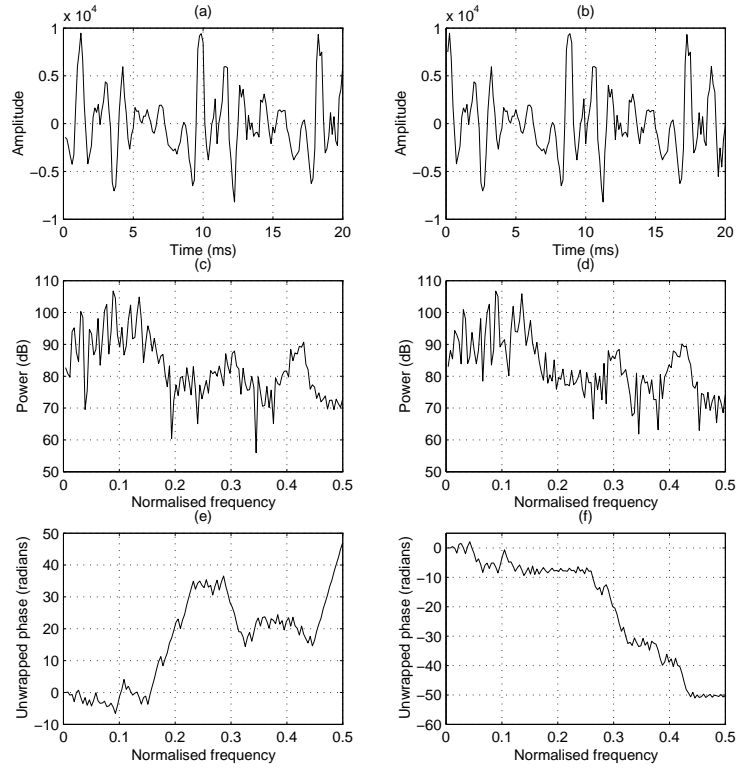 (a)
x 10^4
1
0.5
0
−0.5
−1
Amplitude
0 5 10 15 20
Time (ms)
(b)
x 10^4
1
0.5
0
−0.5
−1
Amplitude
0 5 10 15 20
Time (ms)
(c)
110
100
90
80
70
60
50
Power (dB)
0 0.1 0.2 0.3 0.4 0.5
Normalised frequency
(d)
110
100
90
80
70
60
50
Power (dB)
0 0.1 0.2 0.3 0.4 0.5
Normalised frequency
(e)
50
40
30
20
10
0
−10
Unwrapped phase (radians)
0 0.1 0.2 0.3 0.4 0.5
Normalised frequency
(f)
0
−10
−20
−30
−40
−50
−60
Unwrapped phase (radians)
0 0.1 0.2 0.3 0.4 0.5
Normalised frequency